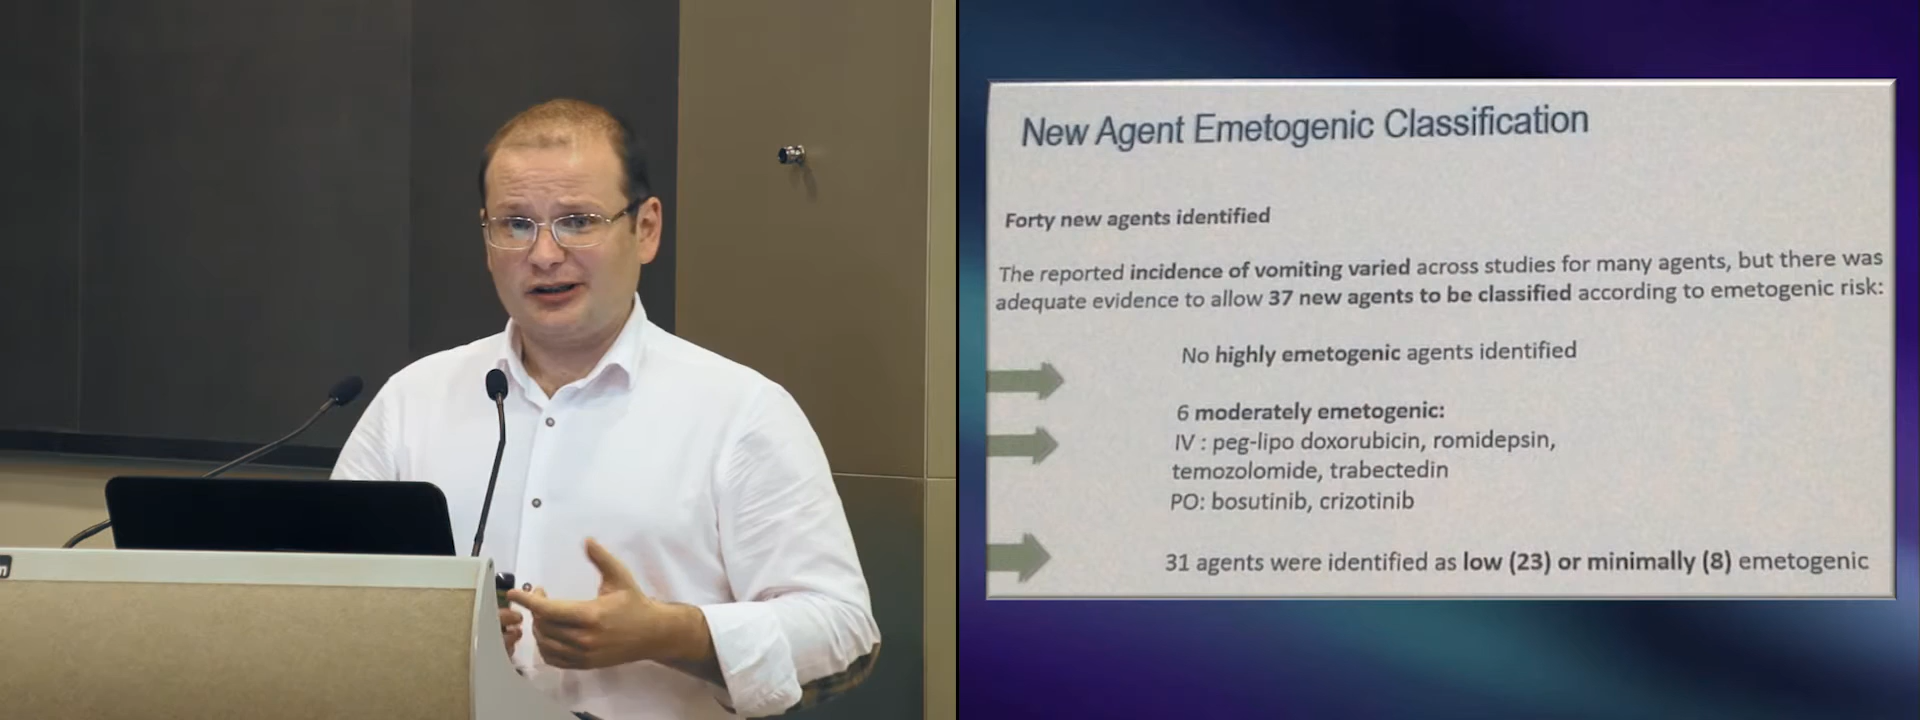 New Agent Emetogenic Classification
Forty new agents identified
The reported incidence of vomiting varied across studies for many agents, but there was
adequate evidence to allow 37 new agents to be classified according to emetogenic risk:
No highly emetogenic agents identified
6 moderately emetogenic:
IV : peg-lipo doxorubicin, romidepsin,
temozolomide, trabectedin
PO: bosutinib, crizotinib
31 agents were identified as low (23) or minimally (8) emetogenic